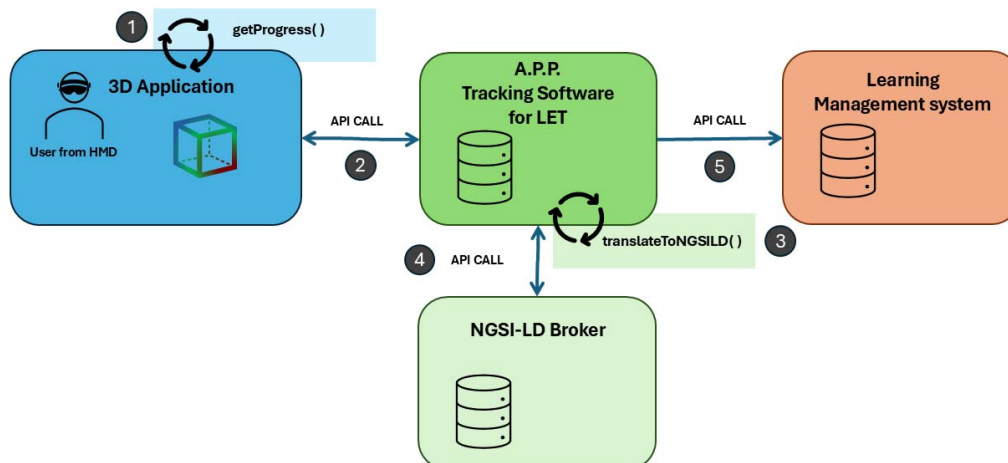 1
getProgress( )
3D Application
User from HMD
API CALL
2
A.P.P.
Tracking Software
for LET
API CALL
5
Learning
Management system
translateToNGSILD( )
3
4
API CALL
NGSI-LD Broker